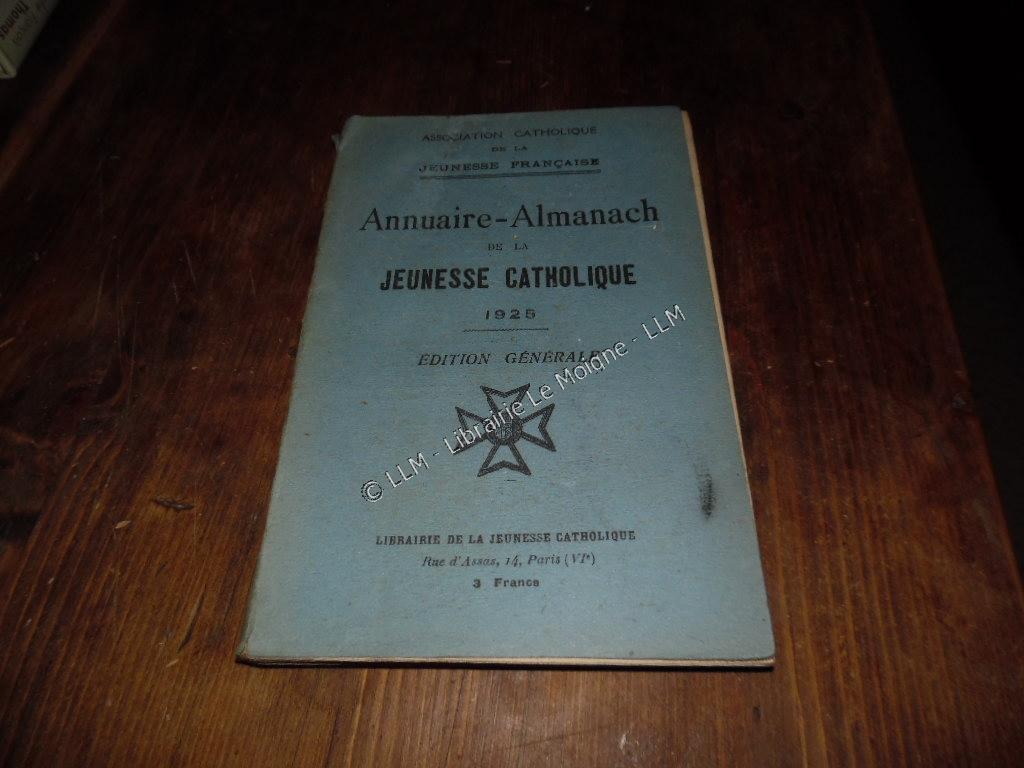 ASSOCIATION CATHOLIQUE
DE LA
JEUNESSE FRANÇAISE
Annuaire-Almanach
DE LA
JEUNESSE CATHOLIQUE
1925
ÉDITION GÉNÉRALE
© LLM - Librairie Le Moigne - LLM
LIBRAIRIE DE LA JEUNESSE CATHOLIQUE
Rue d'Assas, 14, Paris (VIe)
3 Francs
Thomas